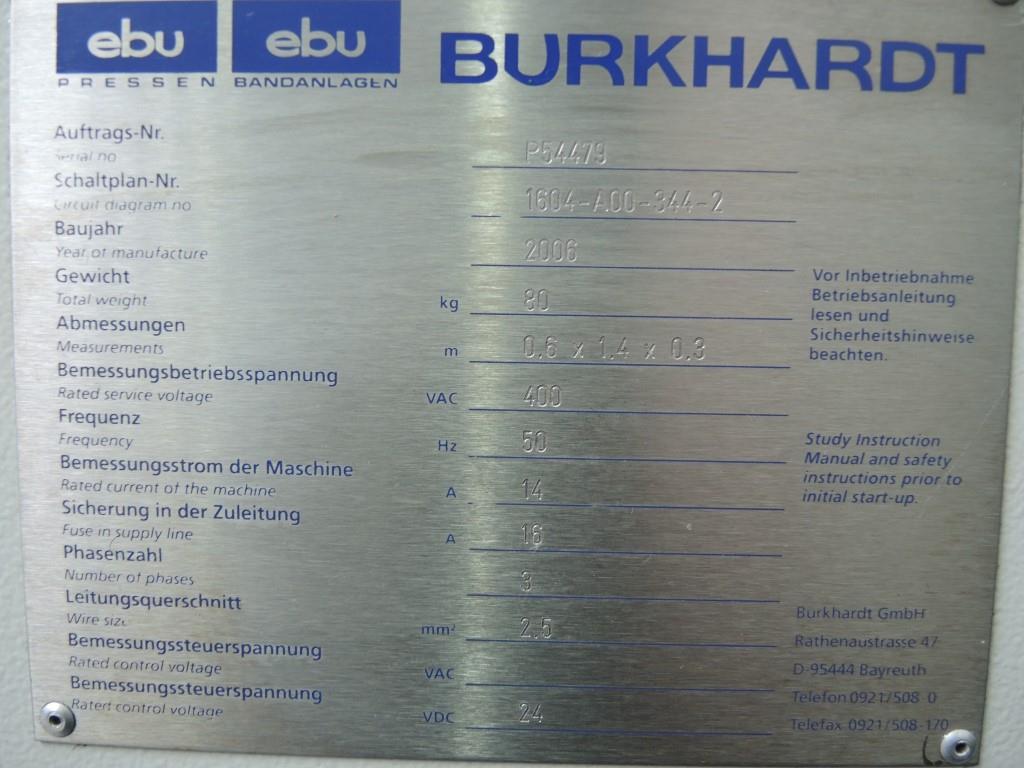 ebu
PRESSEN
ebu
BANDANLAGEN
BURKHARDT
Auftrags-Nr.
Serial no P54479
Schaltplan-Nr.
Circuit diagram no 1604-A00-344-2
Baujahr
Year of manufacture 2006
Gewicht
Total weight kg 80
Abmessungen
Measurements m 0.6 x 1.4 x 0.3
Bemessungsbetriebsspannung
Rated service voltage VAC 400
Frequenz
Frequency Hz 50
Bemessungsstrom der Maschine
Rated current of the machine A 14
Sicherung in der Zuleitung
Fuse in supply line A 16
Phasenzahl
Number of phases 3
Leitungsquerschnitt
Wire size mm² 2.5
Bemessungssteuerspannung
Rated control voltage VAC
Bemessungssteuerspannung
Rated control voltage VDC 24
Vor Inbetriebnahme
Betriebsanleitung
lesen und
Sicherheitshinweise
beachten.
Study Instruction
Manual and safety
instructions prior to
initial start-up.
Burkhardt GmbH
Rathenaustrasse 47
D-95444 Bayreuth
Telefon 0921/508 0
Telefax 0921/508-170